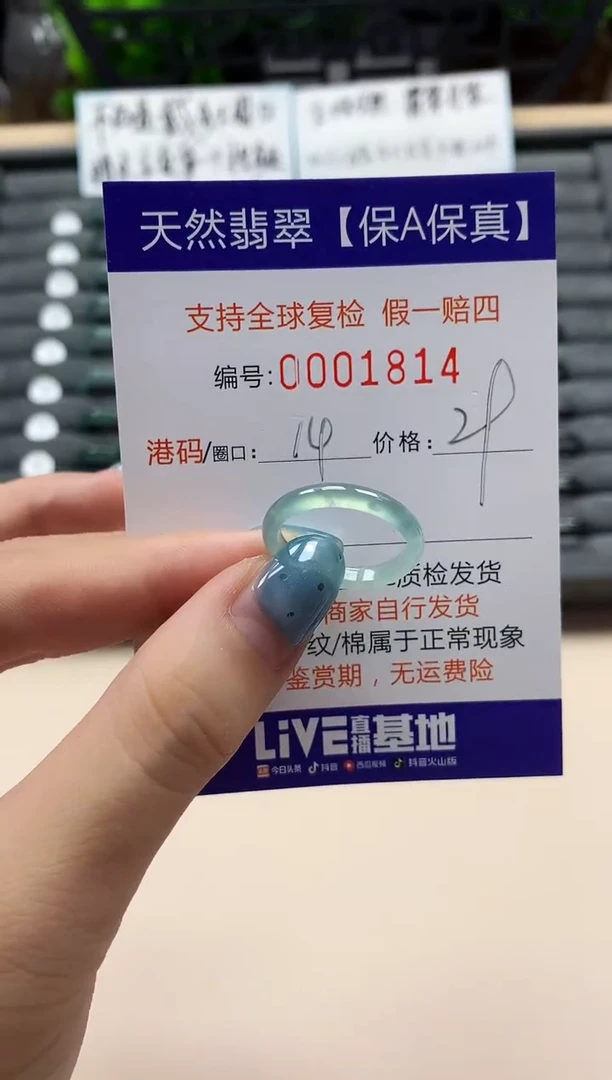 天然翡翠【保A保真】
支持全球复检 假一赔四
编号:0001814
港码/圈口: 14 价格: 29
质检发货
商家自行发货
纹/棉属于正常现象
鉴赏期，无运费险
LiVE直播基地
今日头条 抖音 西瓜视频 抖音火山版